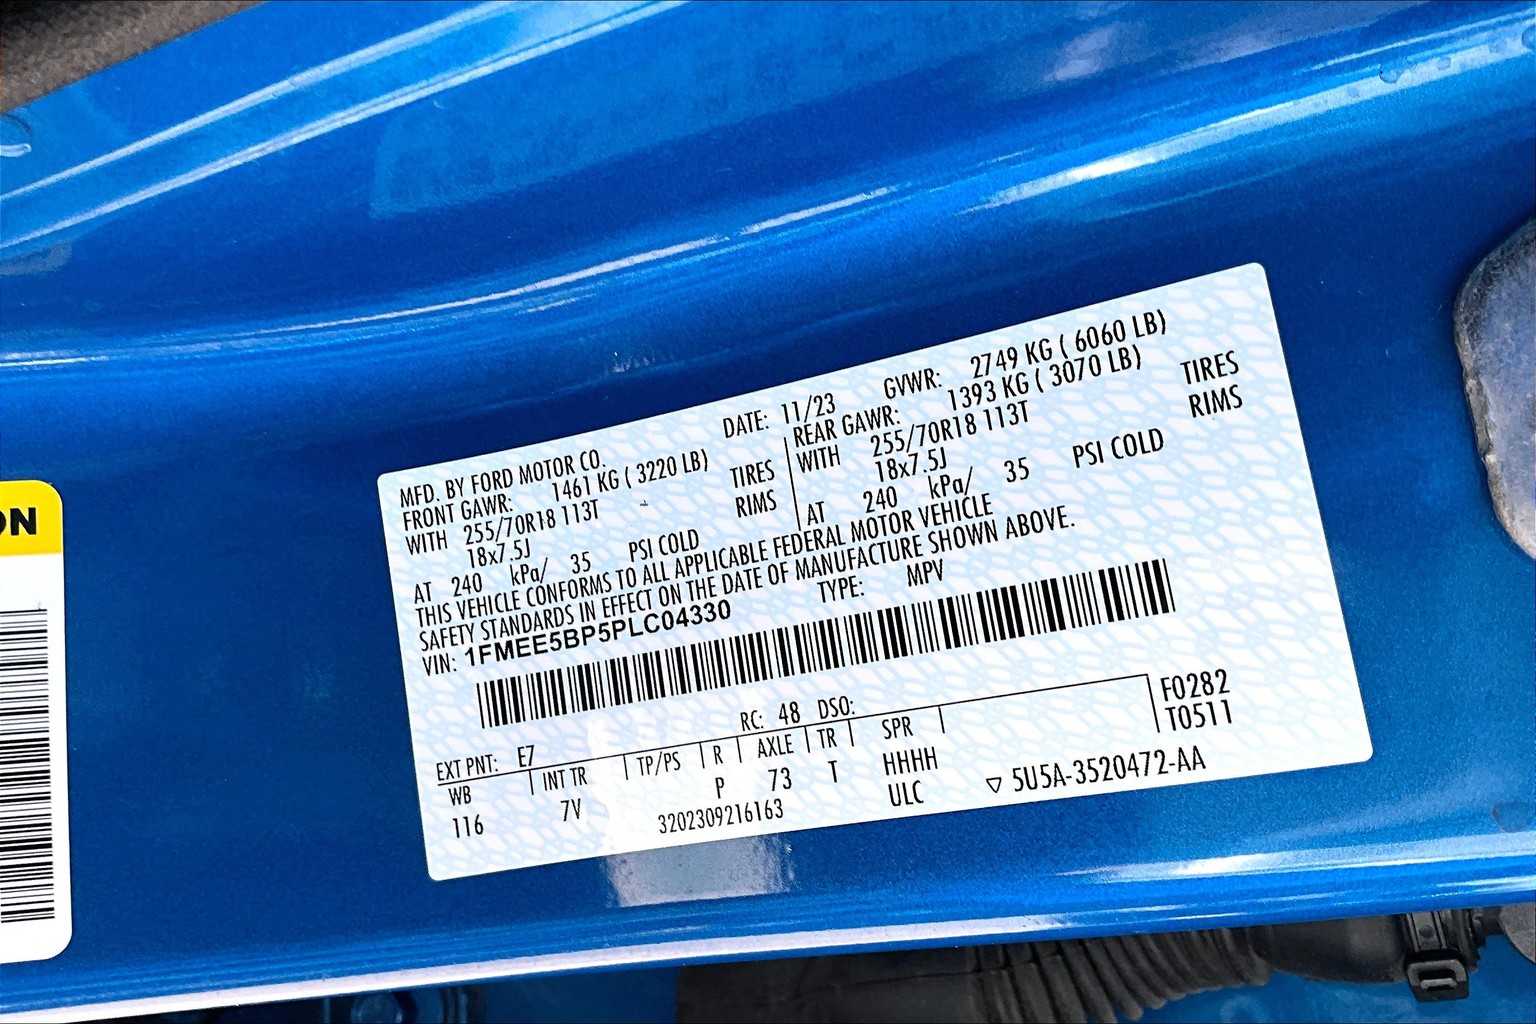 ON
MFD. BY FORD MOTOR CO.
DATE: 11/23
GVWR: 2749 KG ( 6060 LB)
FRONT GAWR: 1461 KG ( 3220 LB)
WITH 255/70R18 113T TIRES
18x7.5J RIMS
AT 240 kPa/ 35 PSI COLD
REAR GAWR: 1393 KG ( 3070 LB)
WITH 255/70R18 113T TIRES
18x7.5J RIMS
AT 240 kPa/ 35 PSI COLD
THIS VEHICLE CONFORMS TO ALL APPLICABLE FEDERAL MOTOR VEHICLE
SAFETY STANDARDS IN EFFECT ON THE DATE OF MANUFACTURE SHOWN ABOVE.
VIN: 1FMEE5BP5PLC04330
TYPE: MPV
EXT PNT: E7 RC: 48 DSO:
F0282
T0511
WB INT TR TP/PS R AXLE TR SPR
116 7V P 73 T HHHH
3202309216163 ULC ▽ 5U5A-3520472-AA